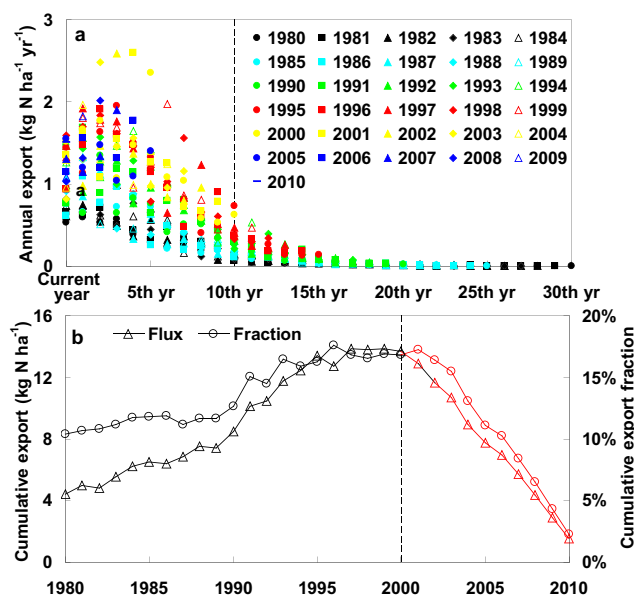 3
a
1980 1981 1982 1983 1984
1985 1986 1987 1988 1989
1990 1991 1992 1993 1994
1995 1996 1997 1998 1999
2000 2001 2002 2003 2004
2005 2006 2007 2008 2009
2010
2
1
0
a
Annual export (kg N ha⁻¹ yr⁻¹)
Current year 5th yr 10th yr 15th yr 20th yr 25th yr 30th yr
b
Flux Fraction
16
12
8
4
0
Cumulative export (kg N ha⁻¹)
20%
15%
10%
5%
0%
Cumulative export fraction
1980 1985 1990 1995 2000 2005 2010